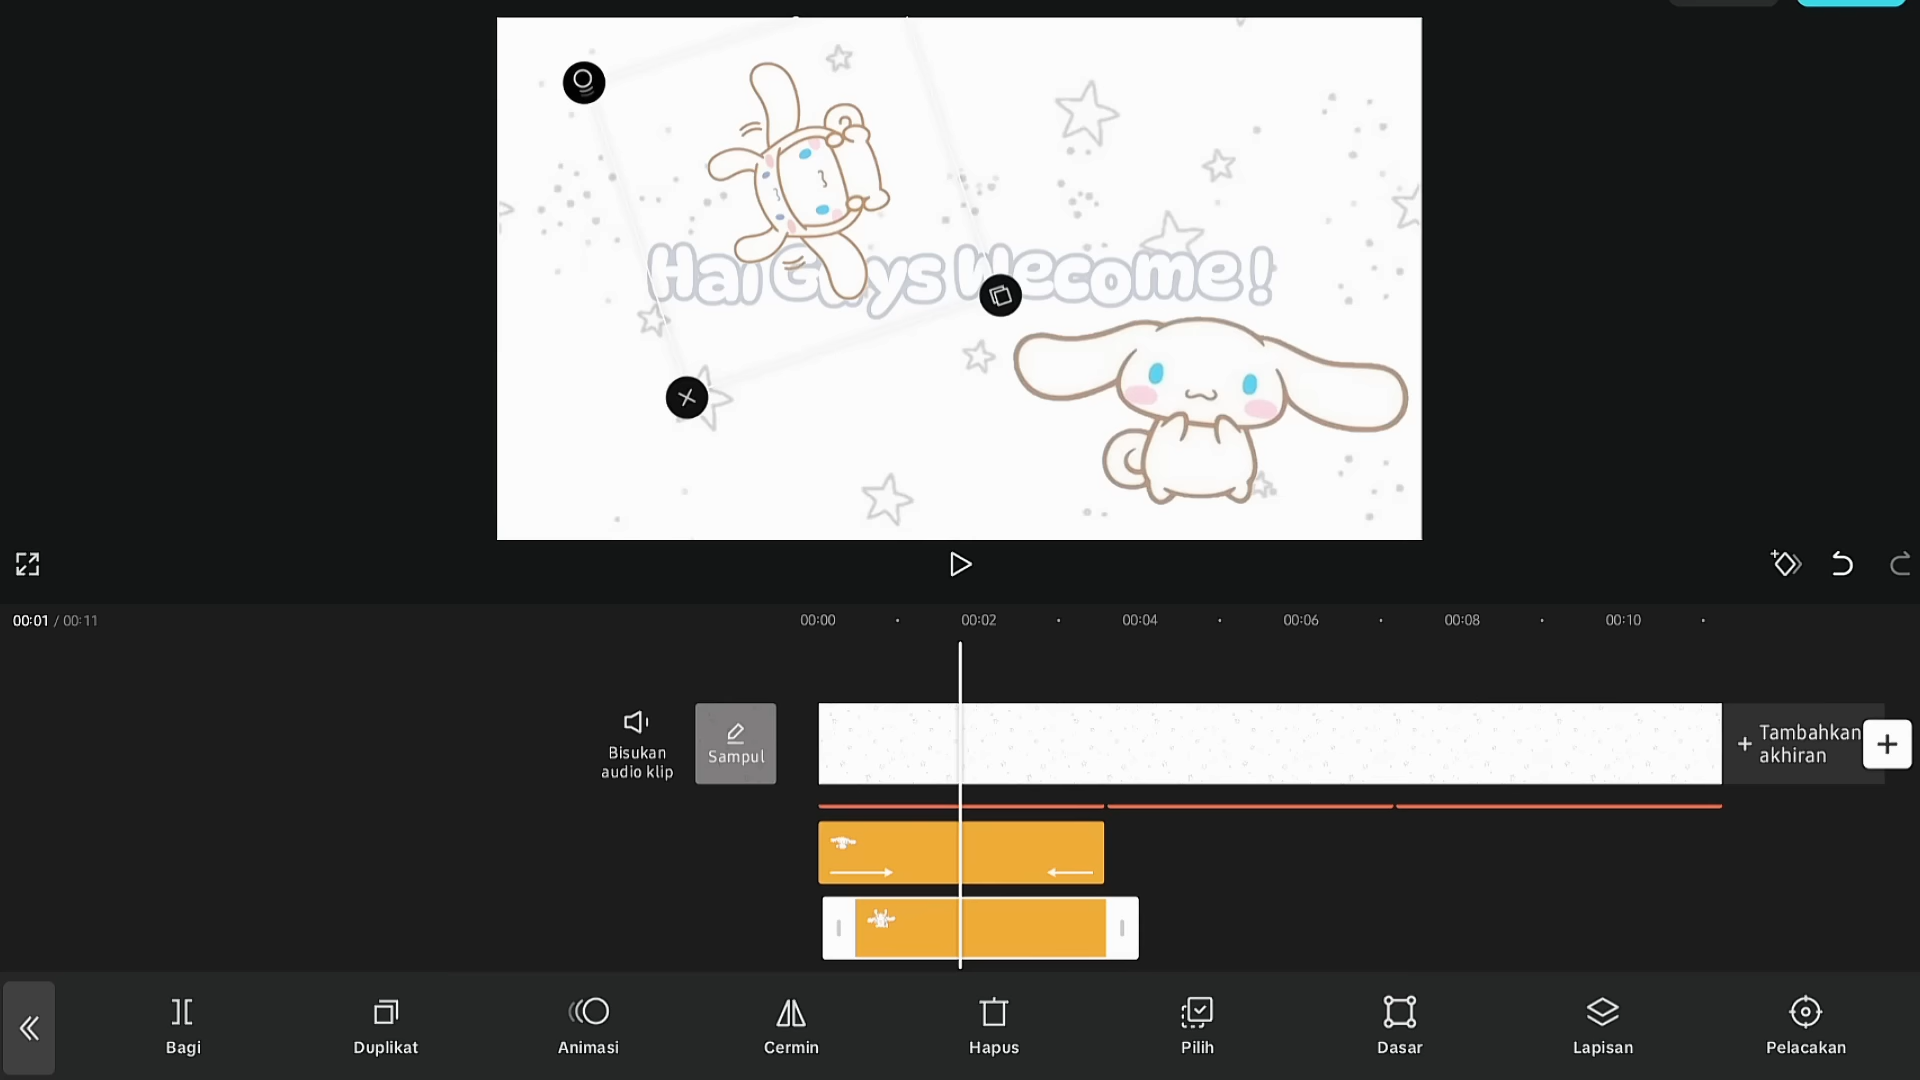 Hai Guys Wecome!
00:01 / 00:11
00:00
00:02
00:04
00:06
00:08
00:10
Bisukan
audio klip
Sampul
+ Tambahkan
akhiran
Bagi
Duplikat
Animasi
Cermin
Hapus
Pilih
Dasar
Lapisan
Pelacakan